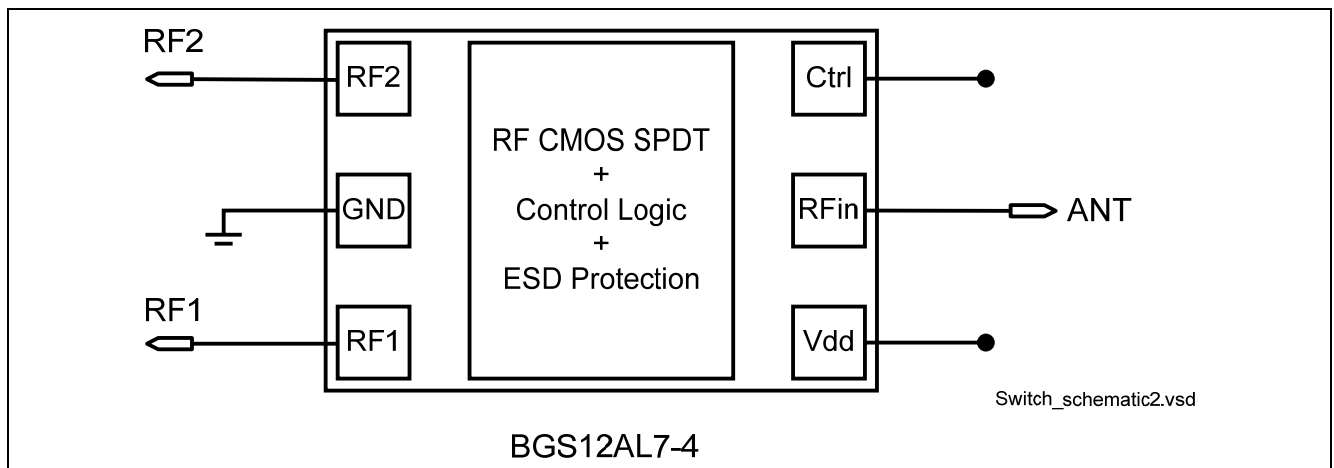 RF2
RF2
Ctrl
RF CMOS SPDT
+
Control Logic
+
ESD Protection
GND
RFin
ANT
RF1
RF1
Vdd
Switch_schematic2.vsd
BGS12AL7-4